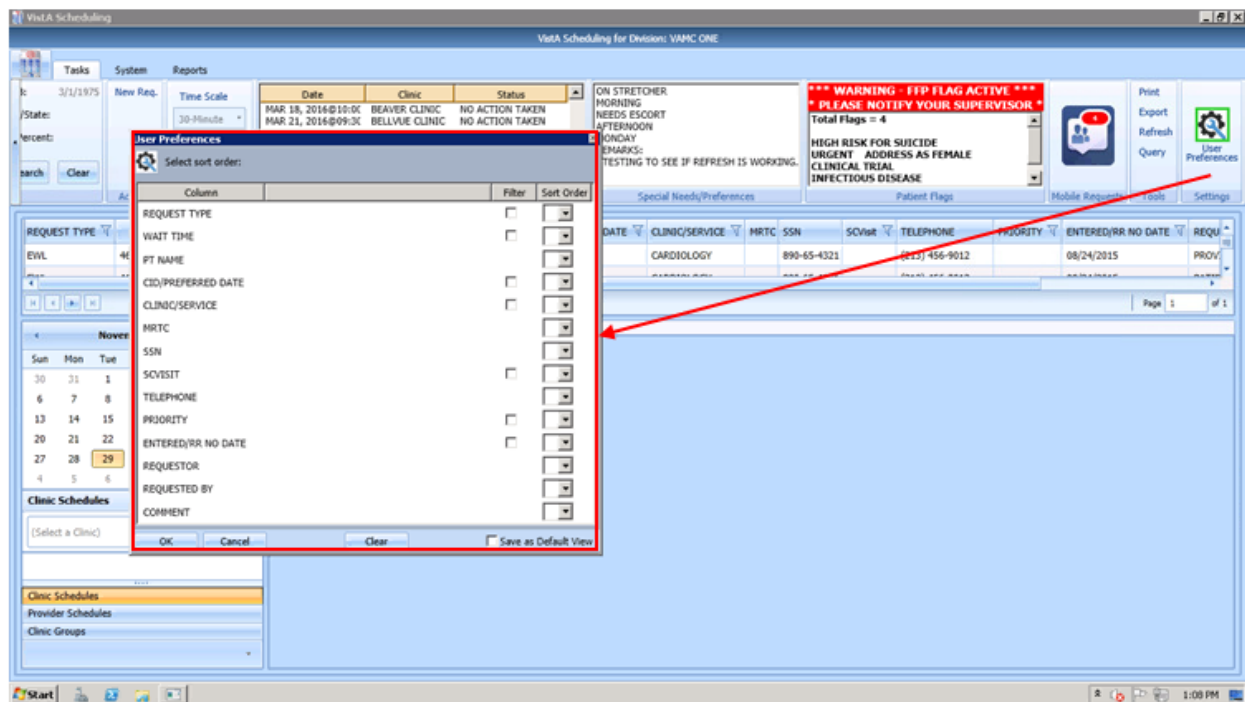 VistA Scheduling
VistA Scheduling for Division: VAMC ONE
Tasks System Reports
3/1/1975
/State:
Percent:
Clear
New Req.
Time Scale
30-Minute
Date Clinic Status
MAR 18, 2016@10:0( BEAVER CLINIC NO ACTION TAKEN
MAR 21, 2016@09:3( BELLVUE CLINIC NO ACTION TAKEN
ON STRETCHER
MORNING
NEEDS ESCORT
AFTERNOON
MONDAY
REMARKS:
TESTING TO SEE IF REFRESH IS WORKING.
Special Needs/Preferences
*** WARNING - FFP FLAG ACTIVE ***
* PLEASE NOTIFY YOUR SUPERVISOR *
Total Flags = 4
HIGH RISK FOR SUICIDE
URGENT ADDRESS AS FEMALE
CLINICAL TRIAL
INFECTIOUS DISEASE
Patient Flags
Mobile Requests
Print
Export
Refresh
Query
Tools
User
Preferences
Settings
User Preferences
Select sort order:
Column Filter Sort Order
REQUEST TYPE
WAIT TIME
PT NAME
CID/PREFERRED DATE
CLINIC/SERVICE
MRTC
SSN
SCVISIT
TELEPHONE
PRIORITY
ENTERED/RR NO DATE
REQUESTOR
REQUESTED BY
COMMENT
OK Cancel Clear Save as Default View
REQUEST TYPE DATE CLINIC/SERVICE MRTC SSN SCVisit TELEPHONE PRIORITY ENTERED/RR NO DATE REQU
EWL 46 CARDIOLOGY 890-65-4321 (213) 456-9012 08/24/2015 PROV
Page 1 of 1
Novem
Sun Mon Tue
30 31 1
6 7 8
13 14 15
20 21 22
27 28 29
4 5 6
Clinic Schedules
(Select a Clinic)
Clinic Schedules
Provider Schedules
Clinic Groups
Start 1:08 PM